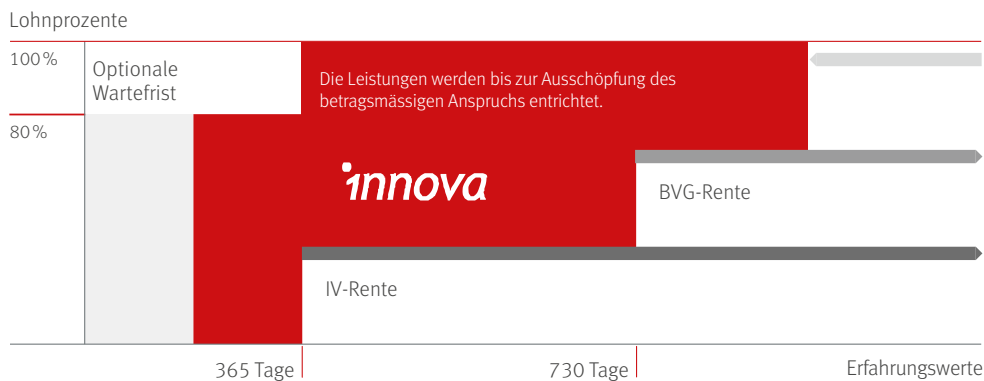 Lohnprozente
100 %
Optionale
Wartefrist
Die Leistungen werden bis zur Ausschöpfung des
betragsmässigen Anspruchs entrichtet.
80 %
innova
BVG-Rente
IV-Rente
365 Tage
730 Tage
Erfahrungswerte